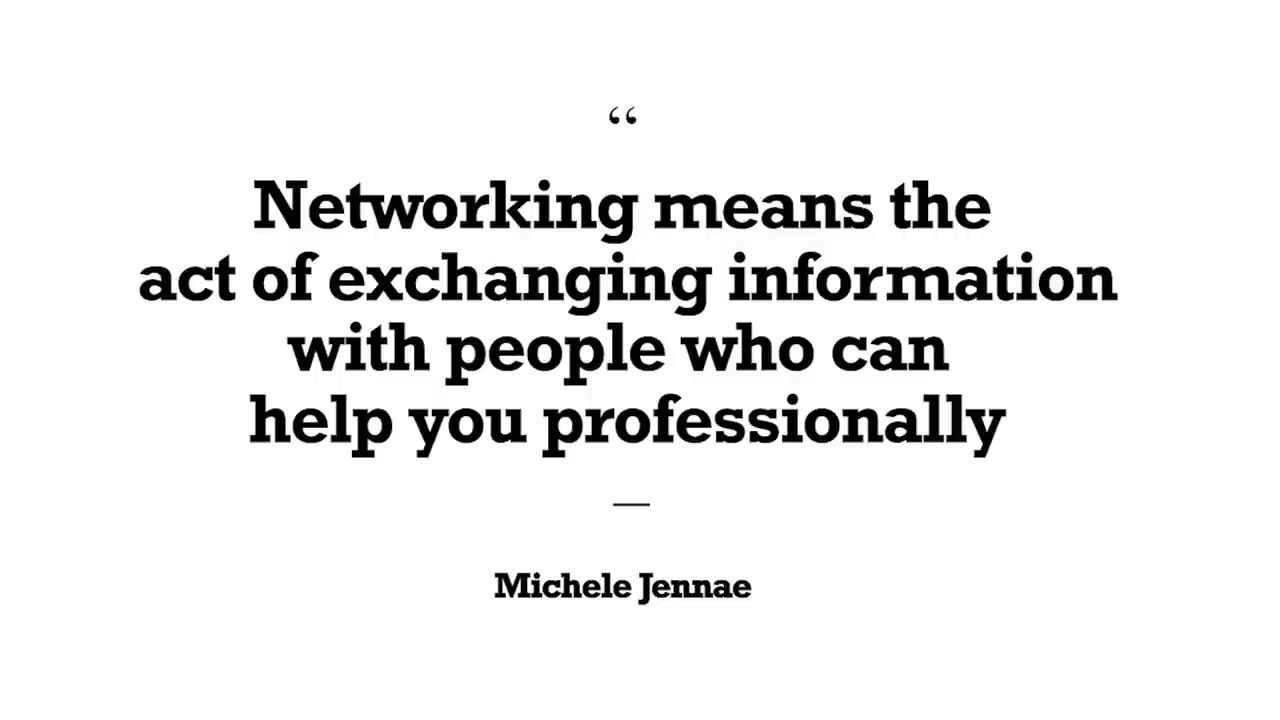 “
Networking means the
act of exchanging information
with people who can
help you professionally
—
Michele Jennae